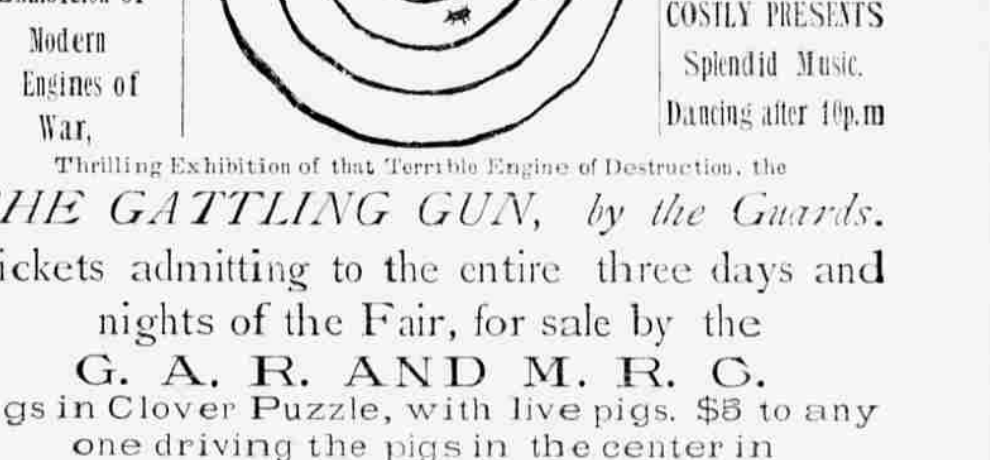 Modern
Engines of
War,
COSTLY PRESENTS
Splendid Music.
Dancing after 10p.m
Thrilling Exhibition of that Terrible Engine of Destruction, the
HE GATTLING GUN, by the Guards.
ickets admitting to the entire three days and
nights of the Fair, for sale by the
G. A. R. AND M. R. C.
gs in Clover Puzzle, with live pigs. $5 to any
one driving the pigs in the center in